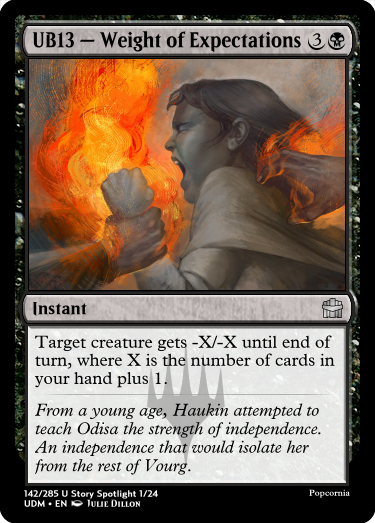 UB13 — Weight of Expectations 3
Instant
Target creature gets -X/-X until end of
turn, where X is the number of cards in
your hand plus 1.
From a young age, Haukin attempted to
teach Odisa the strength of independence.
An independence that would isolate her
from the rest of Vourg.
142/285 U Story Spotlight 1/24
Popcornia
UDM • EN Julie Dillon